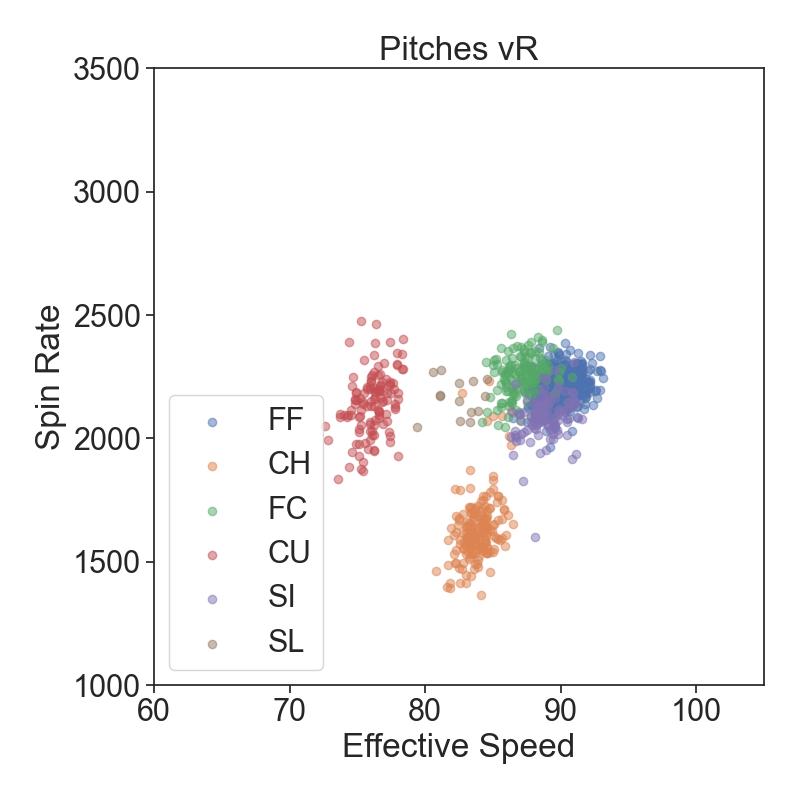 Pitches vR
3500
3000
2500
2000
1500
1000
Spin Rate
FF
CH
FC
CU
SI
SL
60 70 80 90 100
Effective Speed